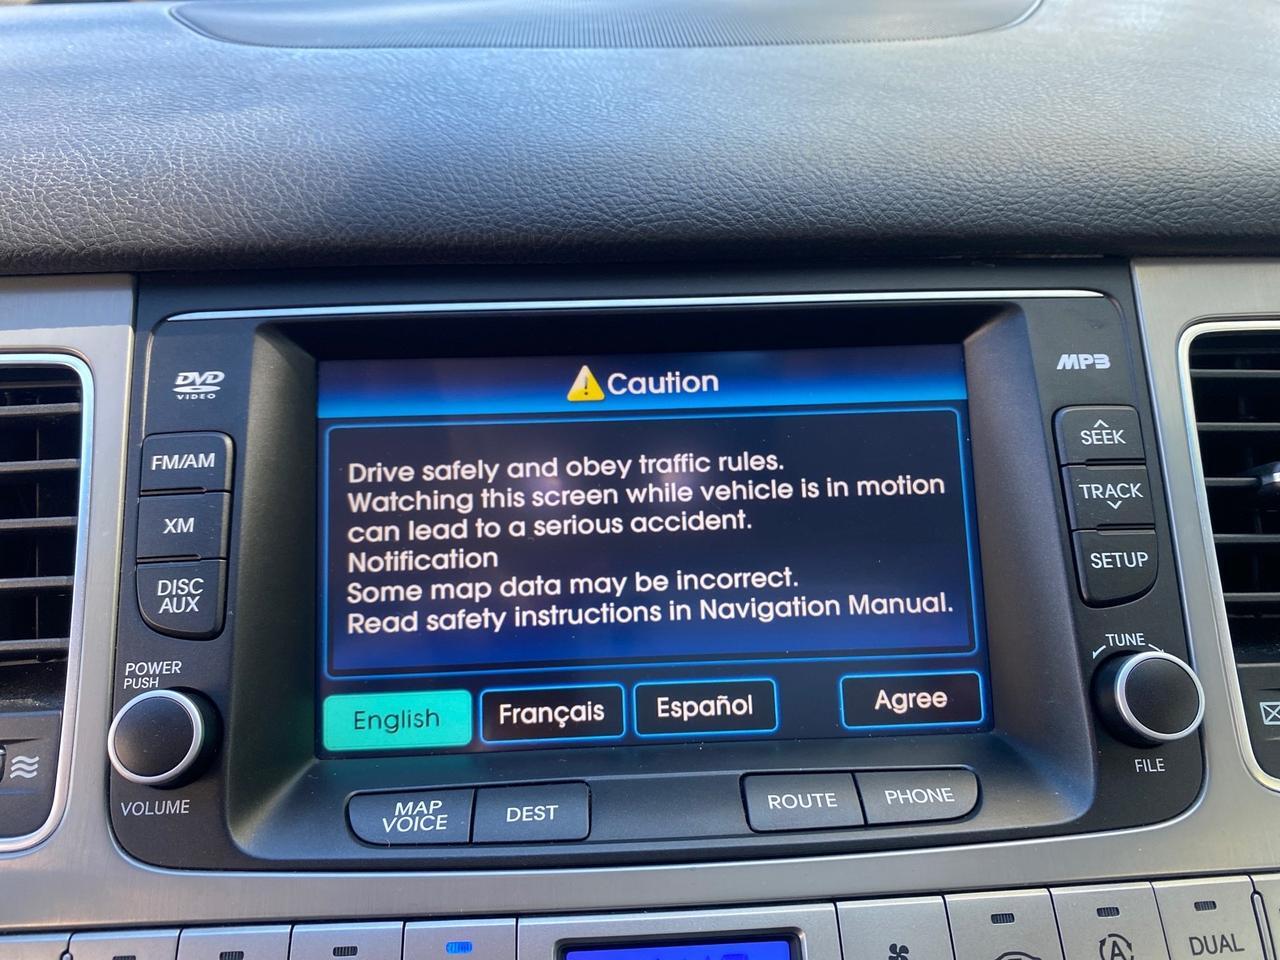 DVD
VIDEO
MP3
Caution
FM/AM
XM
DISC
AUX
Drive safely and obey traffic rules.
Watching this screen while vehicle is in motion
can lead to a serious accident.
Notification
Some map data may be incorrect.
Read safety instructions in Navigation Manual.
SEEK
TRACK
SETUP
POWER
PUSH
VOLUME
English
Français
Español
Agree
TUNE
FILE
MAP
VOICE
DEST
ROUTE
PHONE
A
DUAL